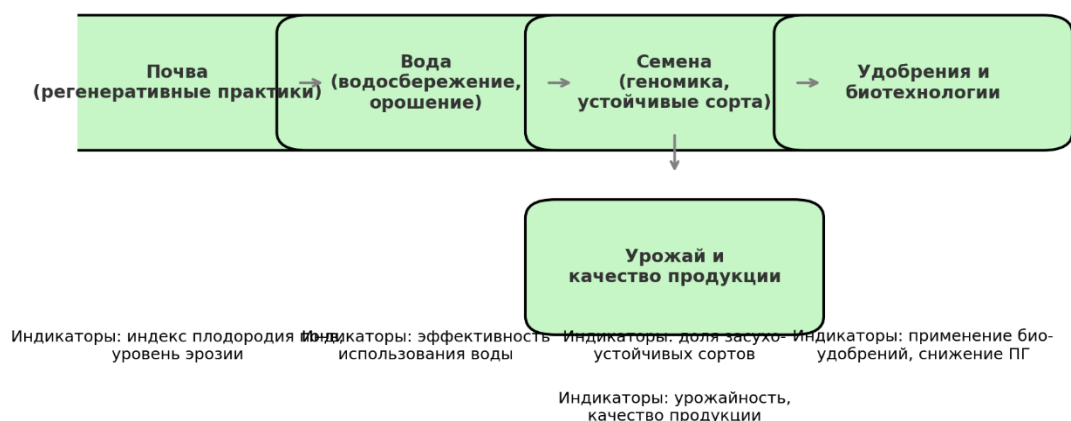 Почва
(регенеративные практики)
Вода
(водосбережение,
орошение)
Семена
(геномика,
устойчивые сорта)
Удобрения и
биотехнологии
Урожай и
качество продукции
Индикаторы: индекс плодородия почв,
уровень эрозии
Индикаторы: эффективность
использования воды
Индикаторы: доля засухо-
устойчивых сортов
Индикаторы: применение био-
удобрений, снижение ПГ
Индикаторы: урожайность,
качество продукции